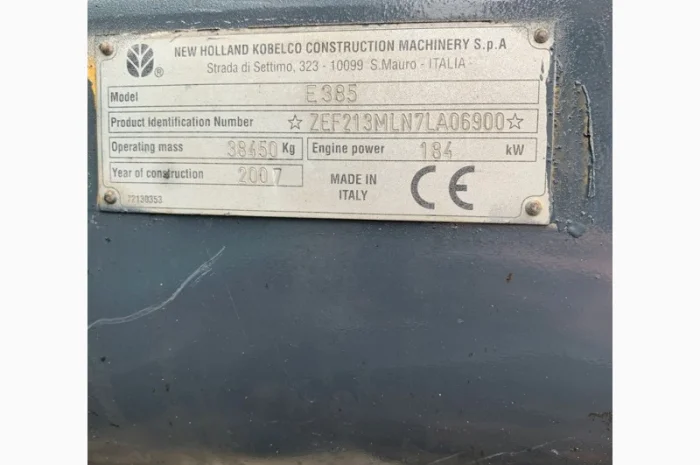 NEW HOLLAND KOBELCO CONSTRUCTION MACHINERY S.p.A
Strada di Settimo, 323 - 10099 S.Mauro - ITALIA
®
Model E385
Product Identification Number ☆ZEF213MLN7LA06900☆
Operating mass 38450 Kg Engine power 184 kW
Year of construction 2007 MADE IN ITALY CE
72130353